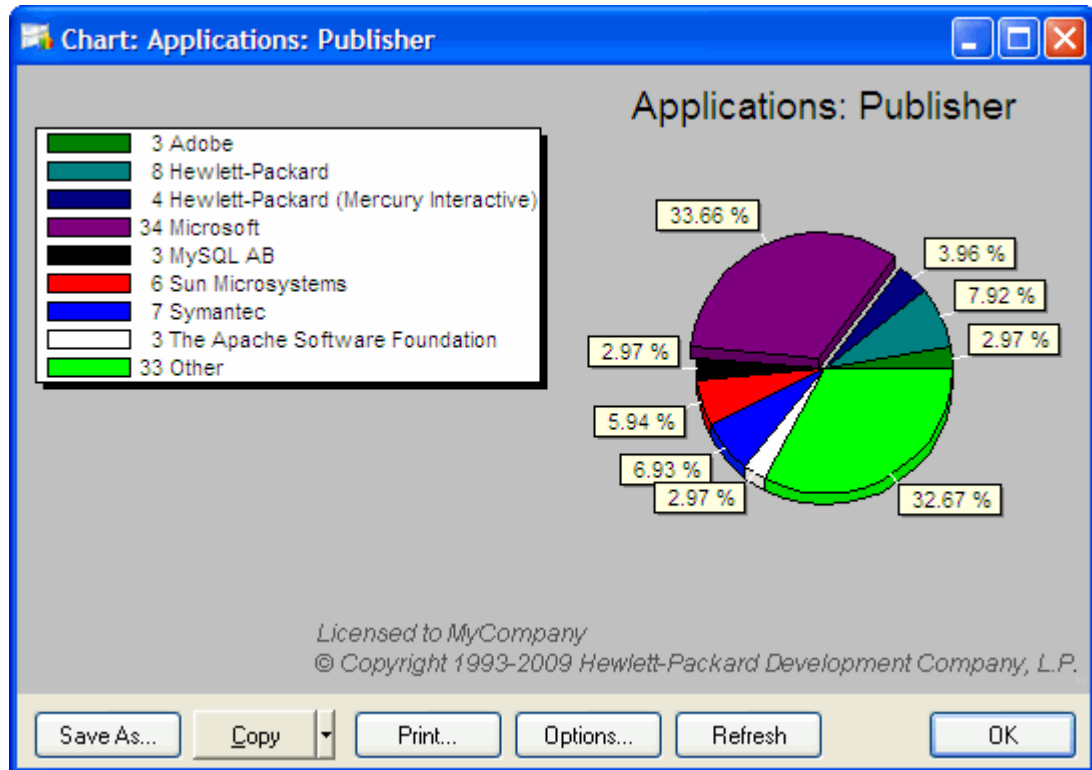 Chart: Applications: Publisher
Applications: Publisher
3 Adobe
8 Hewlett-Packard
4 Hewlett-Packard (Mercury Interactive)
34 Microsoft
3 MySQL AB
6 Sun Microsystems
7 Symantec
3 The Apache Software Foundation
33 Other
33.66 %
3.96 %
7.92 %
2.97 %
2.97 %
5.94 %
6.93 %
2.97 %
32.67 %
Licensed to MyCompany
© Copyright 1993-2009 Hewlett-Packard Development Company, L.P.
Save As...
Copy
Print...
Options...
Refresh
OK